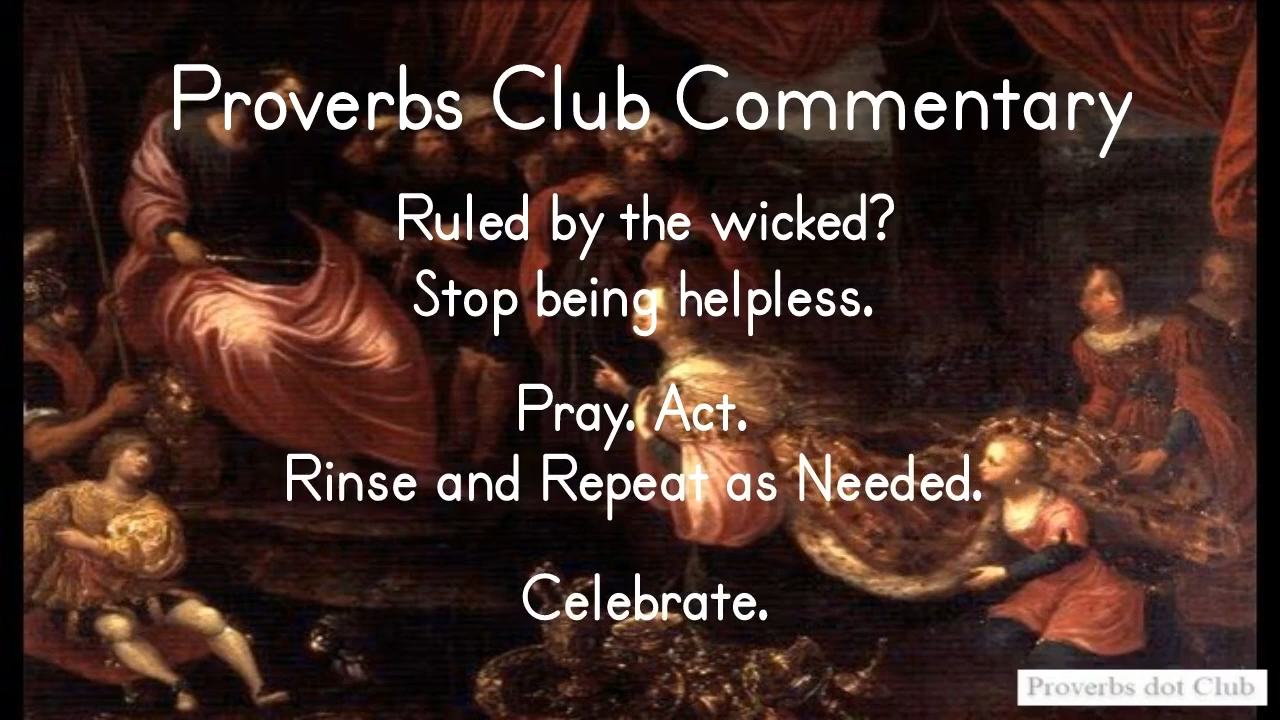 Proverbs Club Commentary
Ruled by the wicked?
Stop being helpless.
Pray. Act.
Rinse and Repeat as Needed.
Celebrate.
Proverbs dot Club